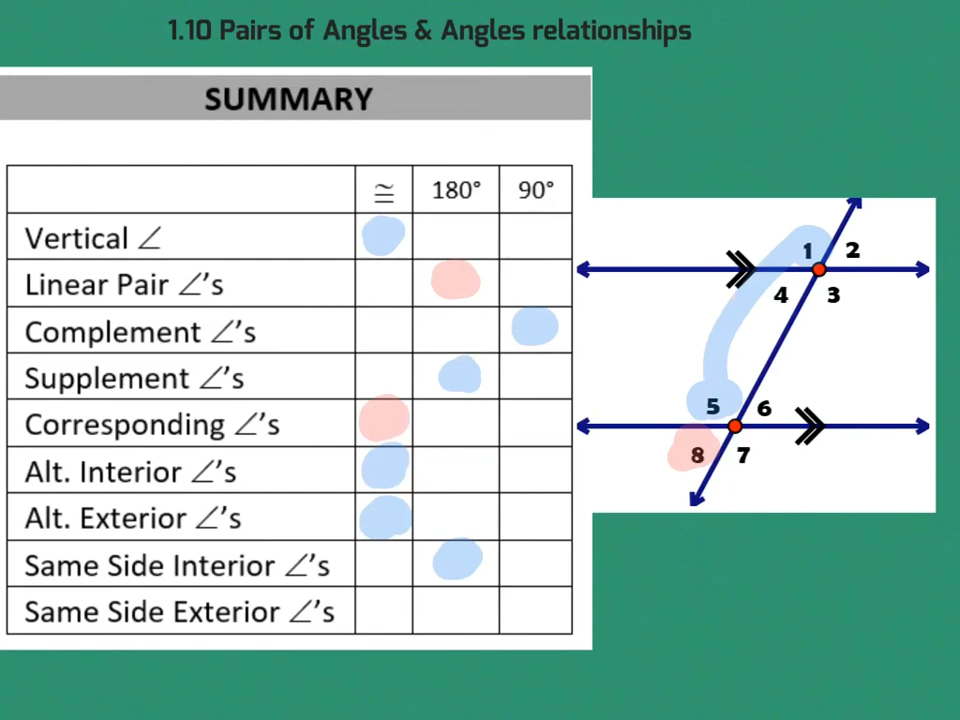 1.10 Pairs of Angles & Angles relationships
SUMMARY
≅ 180° 90°
Vertical ∠
Linear Pair ∠'s
Complement ∠'s
Supplement ∠'s
Corresponding ∠'s
Alt. Interior ∠'s
Alt. Exterior ∠'s
Same Side Interior ∠'s
Same Side Exterior ∠'s
1 2
4 3
5 6
8 7